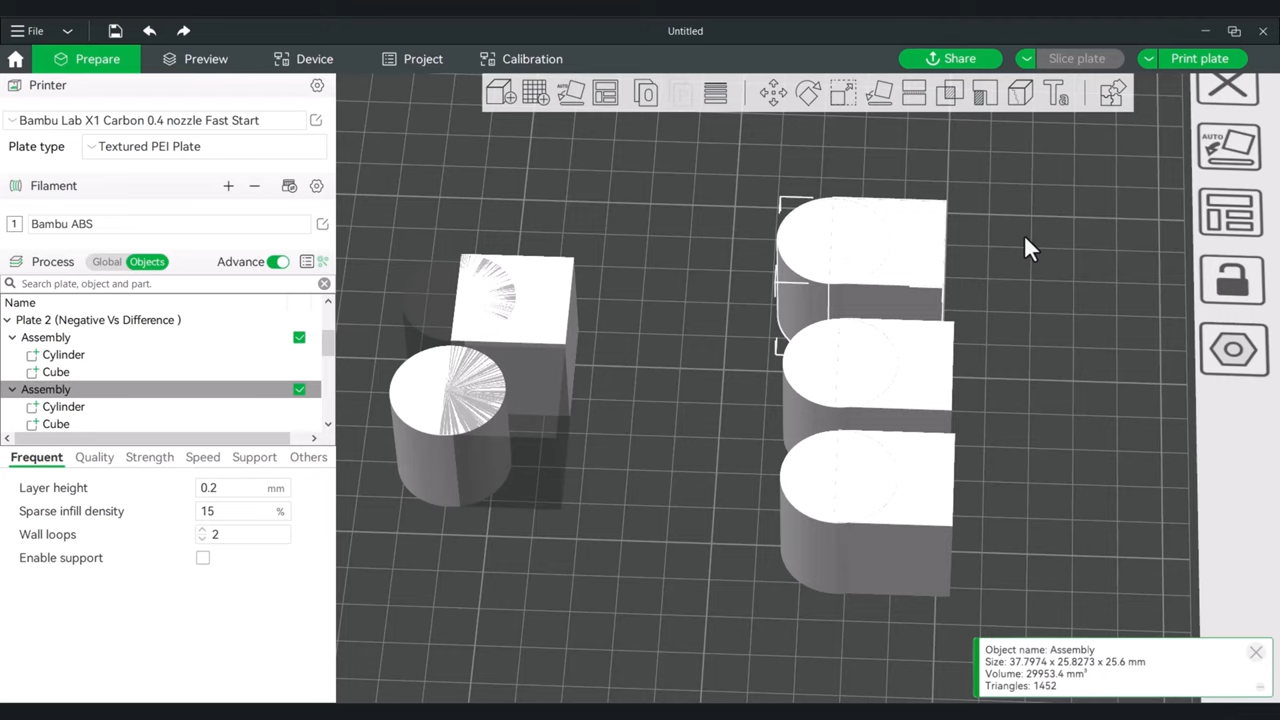 File
Untitled
Prepare
Preview
Device
Project
Calibration
Share
Slice plate
Print plate
Printer
Bambu Lab X1 Carbon 0.4 nozzle Fast Start
Plate type
Textured PEI Plate
Filament
1
Bambu ABS
Process
Global
Objects
Advance
Search plate, object and part.
Name
Plate 2 (Negative Vs Difference )
Assembly
Cylinder
Cube
Assembly
Cylinder
Cube
Frequent
Quality
Strength
Speed
Support
Others
Layer height
0.2
mm
Sparse infill density
15
%
Wall loops
2
Enable support
AUTO
AUTO
Object name: Assembly
Size: 37.7974 x 25.8273 x 25.6 mm
Volume: 29953.4 mm³
Triangles: 1452